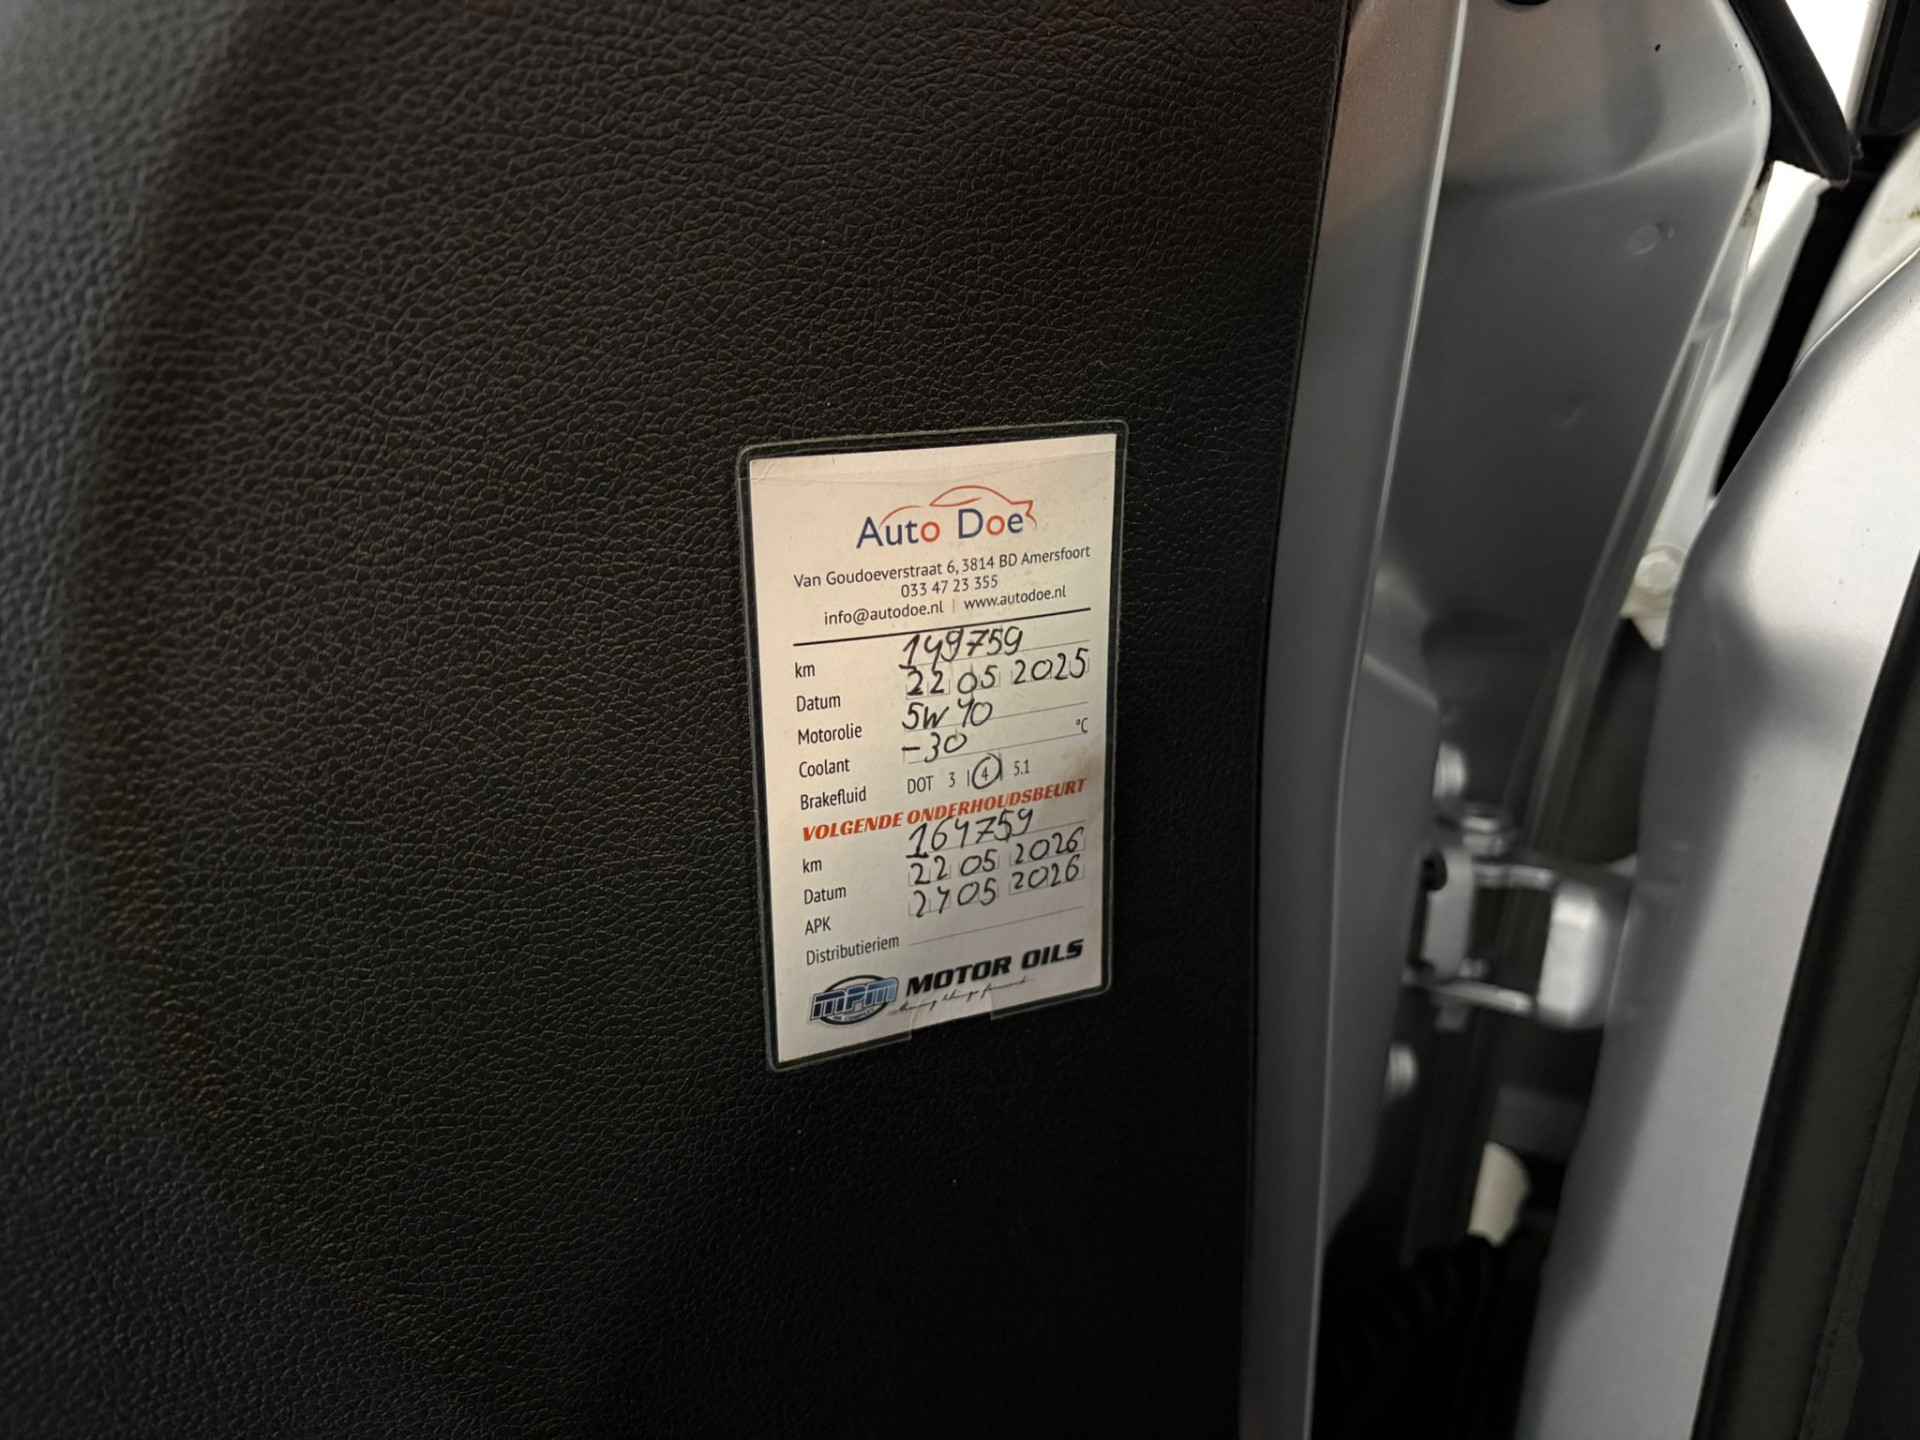 Auto Doe
Van Goudoeverstraat 6, 3814 BD Amersfoort
033 47 23 355
info@autodoe.nl | www.autodoe.nl
km 149759
Datum 22 05 2025
Motorolie 5W40
Coolant -30 °C
Brakefluid DOT 3 | 4 | 5.1
VOLGENDE ONDERHOUDSBEURT
km 164759
Datum 22 05 2026
APK 05 2026
Distributieriem
mpm MOTOR OILS